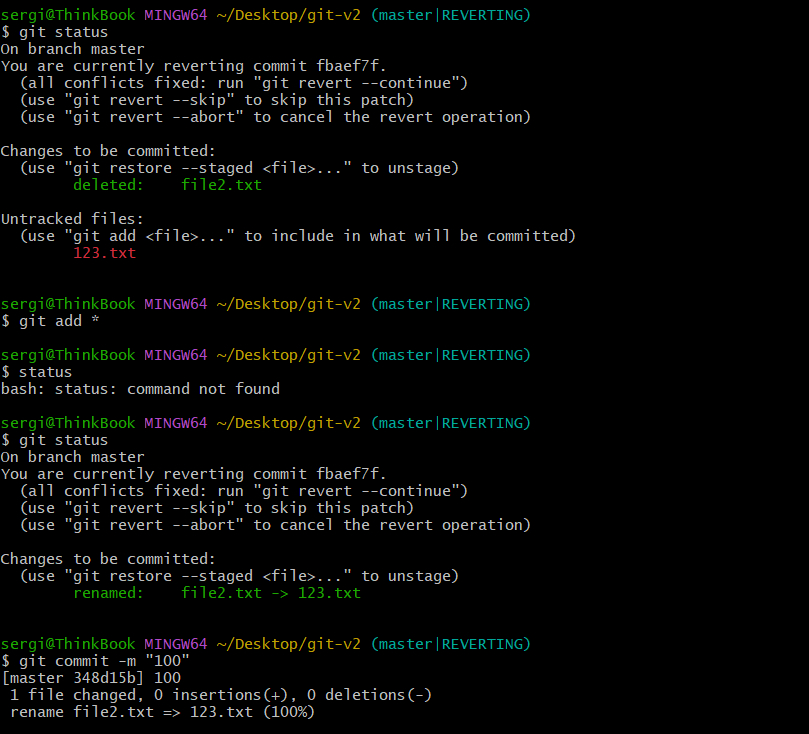 sergi@ThinkBook MINGW64 ~/Desktop/git-v2 (master|REVERTING)
$ git status
On branch master
You are currently reverting commit fbaef7f.
  (all conflicts fixed: run "git revert --continue")
  (use "git revert --skip" to skip this patch)
  (use "git revert --abort" to cancel the revert operation)

Changes to be committed:
  (use "git restore --staged <file>..." to unstage)
        deleted:    file2.txt

Untracked files:
  (use "git add <file>..." to include in what will be committed)
        123.txt


sergi@ThinkBook MINGW64 ~/Desktop/git-v2 (master|REVERTING)
$ git add *

sergi@ThinkBook MINGW64 ~/Desktop/git-v2 (master|REVERTING)
$ status
bash: status: command not found

sergi@ThinkBook MINGW64 ~/Desktop/git-v2 (master|REVERTING)
$ git status
On branch master
You are currently reverting commit fbaef7f.
  (all conflicts fixed: run "git revert --continue")
  (use "git revert --skip" to skip this patch)
  (use "git revert --abort" to cancel the revert operation)

Changes to be committed:
  (use "git restore --staged <file>..." to unstage)
        renamed:    file2.txt -> 123.txt


sergi@ThinkBook MINGW64 ~/Desktop/git-v2 (master|REVERTING)
$ git commit -m "100"
[master 348d15b] 100
 1 file changed, 0 insertions(+), 0 deletions(-)
 rename file2.txt => 123.txt (100%)